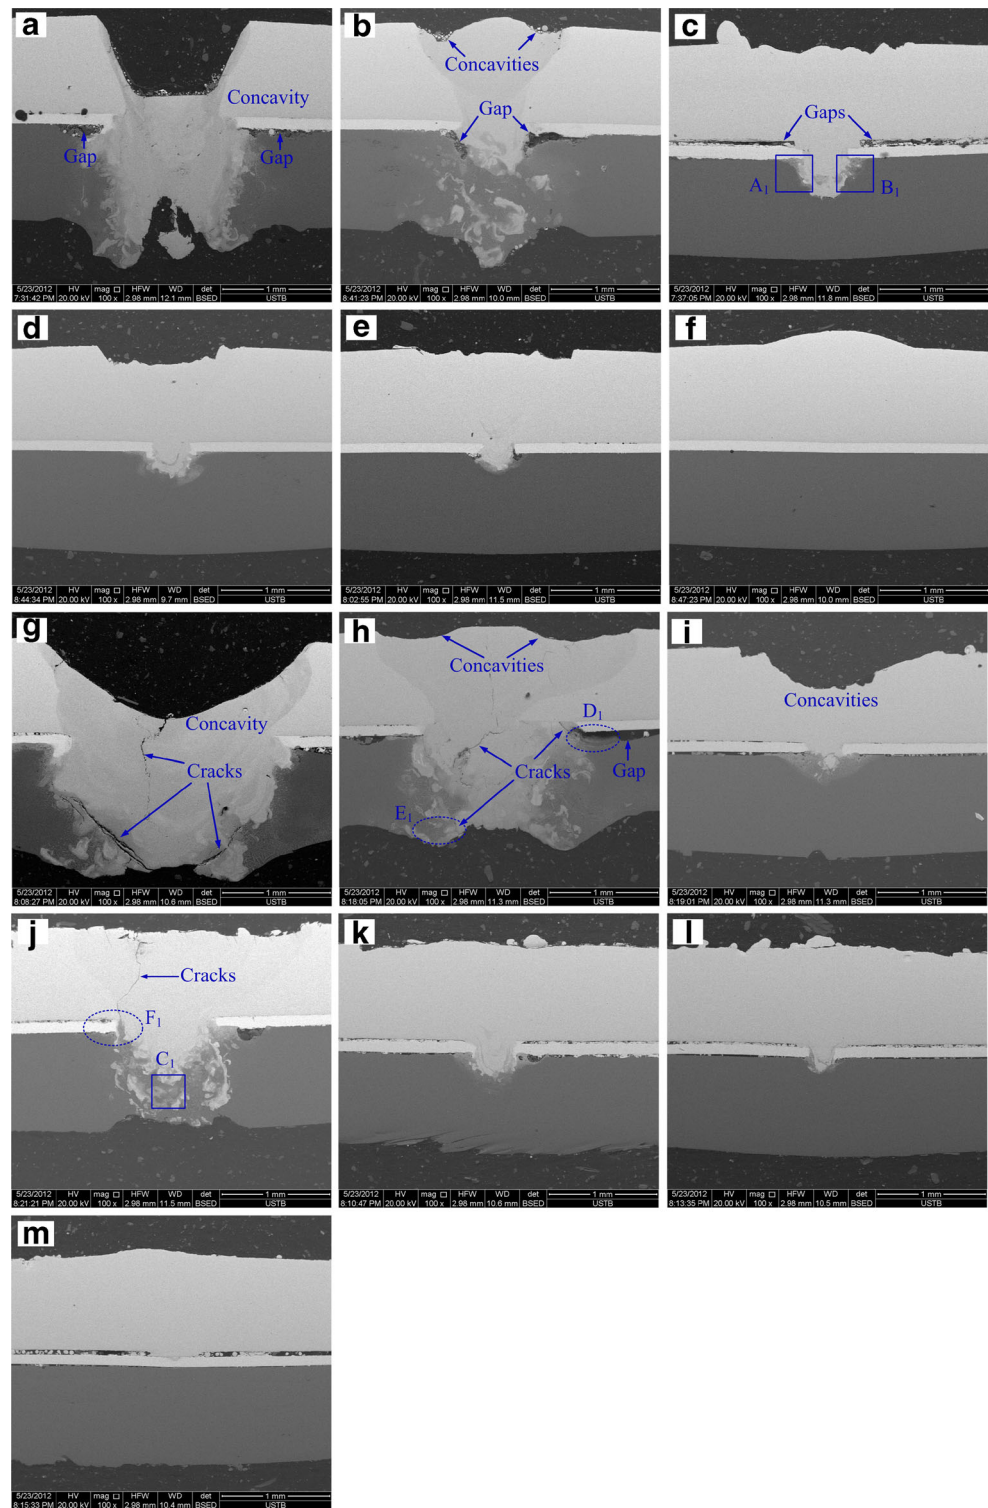 a
Concavity
Gap
Gap
5/23/2012 HV mag □ HFW WD det 1 mm
7:31:42 PM 20.00 kV 100 x 2.98 mm 12.1 mm BSED USTB
b
Concavities
Gap
5/23/2012 HV mag □ HFW WD det 1 mm
8:41:23 PM 20.00 kV 100 x 2.98 mm 10.0 mm BSED USTB
c
Gaps
A1
B1
5/23/2012 HV mag □ HFW WD det 1 mm
7:37:05 PM 20.00 kV 100 x 2.98 mm 11.8 mm BSED USTB
d
5/23/2012 HV mag □ HFW WD det 1 mm
8:44:34 PM 20.00 kV 100 x 2.98 mm 9.7 mm BSED USTB
e
5/23/2012 HV mag □ HFW WD det 1 mm
8:02:55 PM 20.00 kV 100 x 2.98 mm 11.5 mm BSED USTB
f
5/23/2012 HV mag □ HFW WD det 1 mm
8:47:23 PM 20.00 kV 100 x 2.98 mm 10.0 mm BSED USTB
g
Concavity
Cracks
5/23/2012 HV mag □ HFW WD det 1 mm
8:08:27 PM 20.00 kV 100 x 2.98 mm 10.6 mm BSED USTB
h
Concavities
D1
Cracks
Gap
E1
5/23/2012 HV mag □ HFW WD det 1 mm
8:18:05 PM 20.00 kV 100 x 2.98 mm 11.3 mm BSED USTB
i
Concavities
5/23/2012 HV mag □ HFW WD det 1 mm
8:19:01 PM 20.00 kV 100 x 2.98 mm 11.3 mm BSED USTB
j
Cracks
F1
C1
5/23/2012 HV mag □ HFW WD det 1 mm
8:21:21 PM 20.00 kV 100 x 2.98 mm 11.5 mm BSED USTB
k
5/23/2012 HV mag □ HFW WD det 1 mm
8:10:47 PM 20.00 kV 100 x 2.98 mm 10.6 mm BSED USTB
l
5/23/2012 HV mag □ HFW WD det 1 mm
8:13:35 PM 20.00 kV 100 x 2.98 mm 10.5 mm BSED USTB
m
5/23/2012 HV mag □ HFW WD det 1 mm
8:15:33 PM 20.00 kV 100 x 2.98 mm 10.4 mm BSED USTB